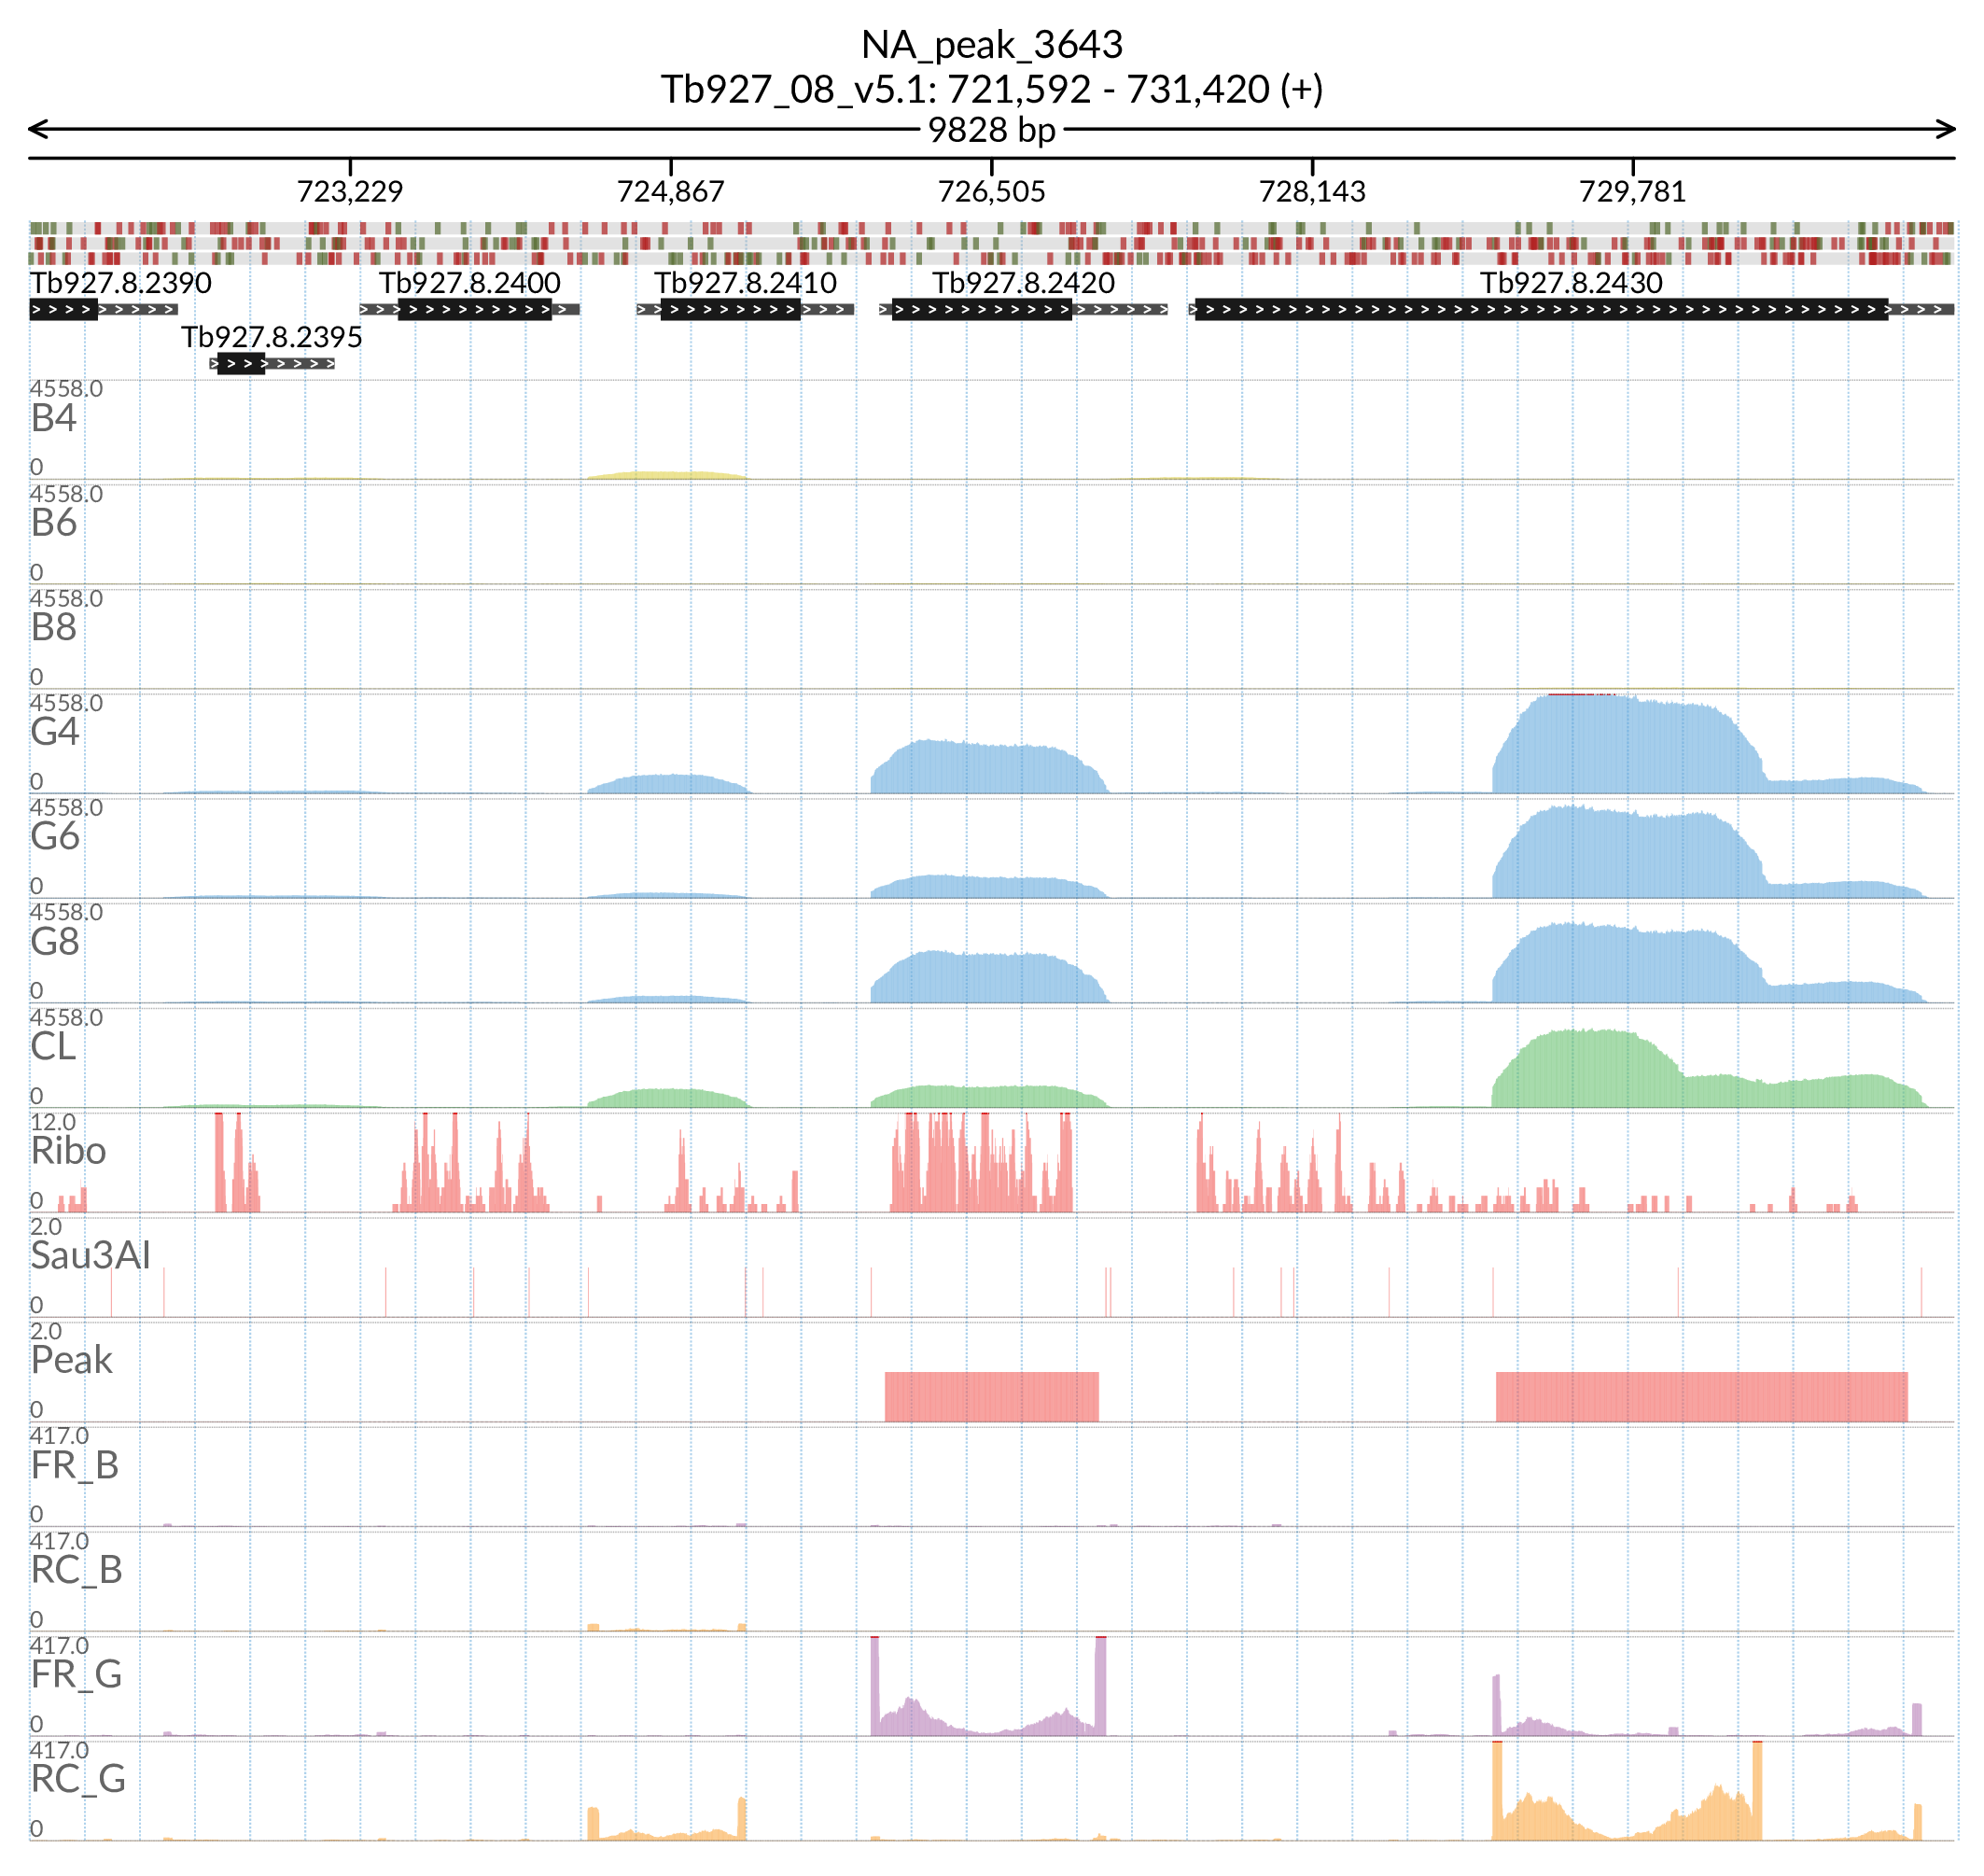 NA_peak_3643
Tb927_08_v5.1: 721,592 - 731,420 (+)
9828 bp
723,229 724,867 726,505 728,143 729,781
Tb927.8.2390 Tb927.8.2400 Tb927.8.2410 Tb927.8.2420 Tb927.8.2430
Tb927.8.2395
4558.0
B4
0
4558.0
B6
0
4558.0
B8
0
4558.0
G4
0
4558.0
G6
0
4558.0
G8
0
4558.0
CL
0
12.0
Ribo
0
2.0
Sau3AI
0
2.0
Peak
0
417.0
FR_B
0
417.0
RC_B
0
417.0
FR_G
0
417.0
RC_G
0